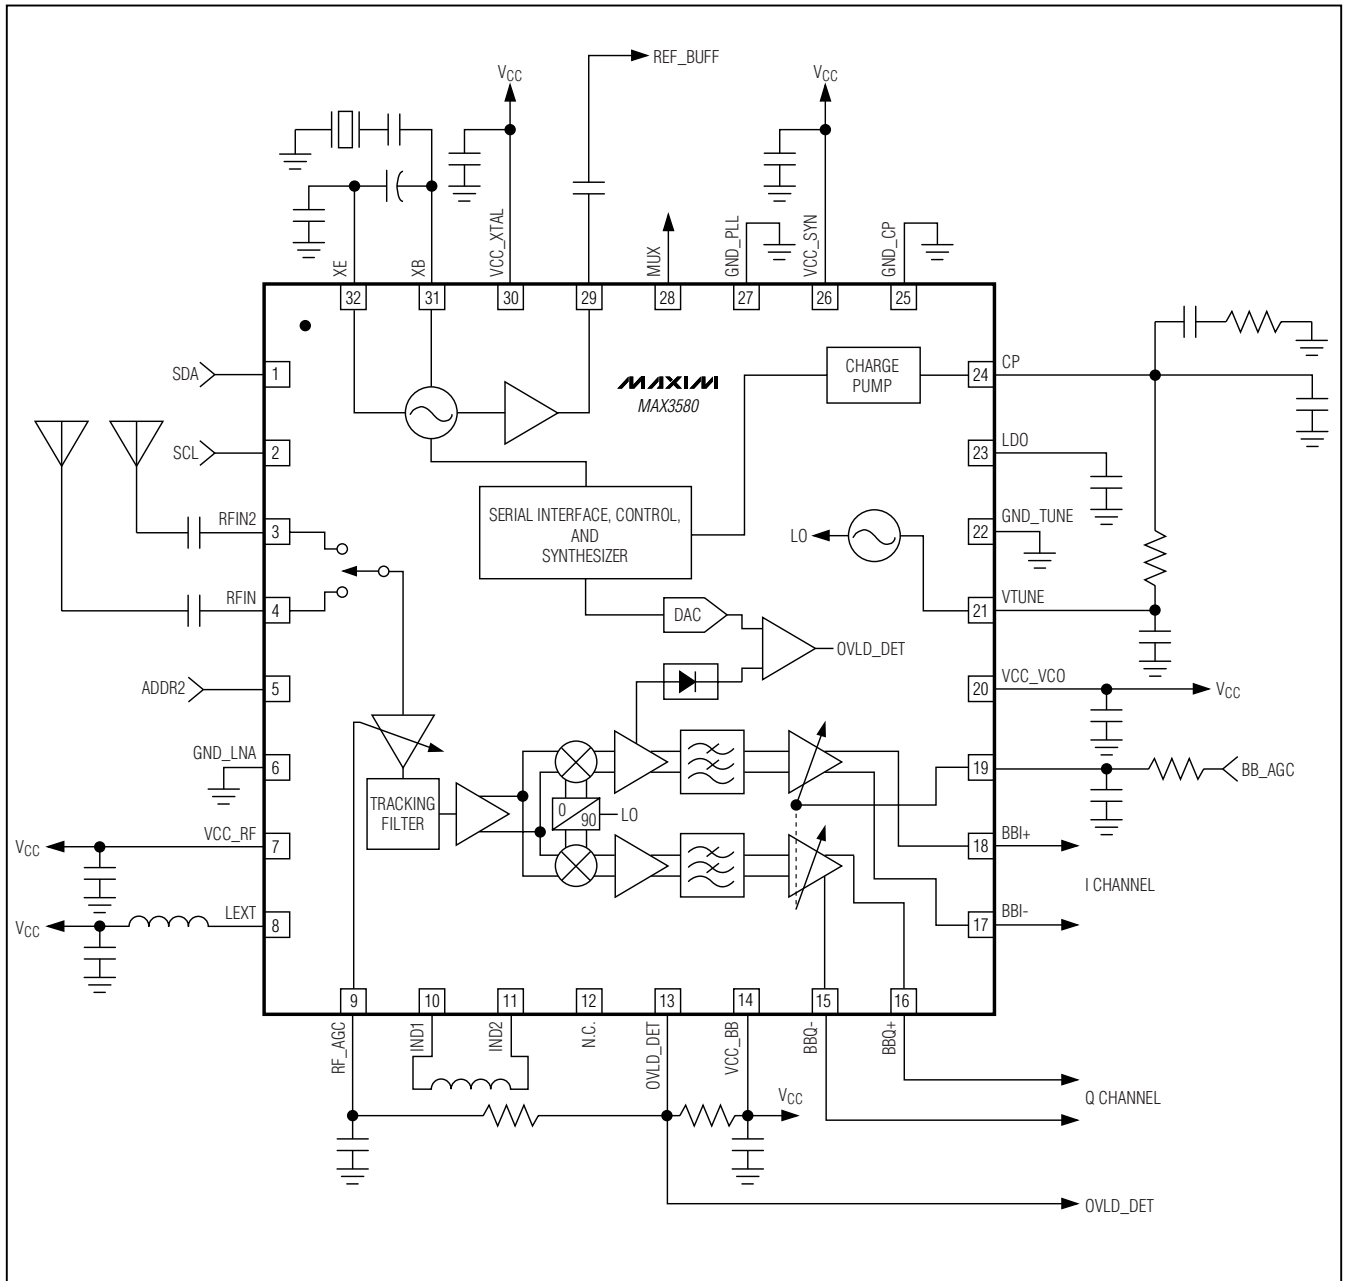 REF_BUFF
VCC
VCC
XE
XB
VCC_XTAL
MUX
GND_PLL
VCC_SYN
GND_CP
32
31
30
29
28
27
26
25
SDA
1
MAXIM
MAX3580
CHARGE
PUMP
24
CP
SCL
2
23
LDO
RFIN2
3
SERIAL INTERFACE, CONTROL,
AND
SYNTHESIZER
LO
22
GND_TUNE
RFIN
4
DAC
21
VTUNE
OVLD_DET
ADDR2
5
20
VCC_VCO
VCC
GND_LNA
6
19
BB_AGC
TRACKING
FILTER
0
90
LO
VCC
VCC_RF
7
18
BBI+
I CHANNEL
VCC
LEXT
8
17
BBI-
9
10
11
12
13
14
15
16
RF_AGC
IND1
IND2
N.C.
OVLD_DET
VCC_BB
BBQ-
BBQ+
VCC
Q CHANNEL
OVLD_DET